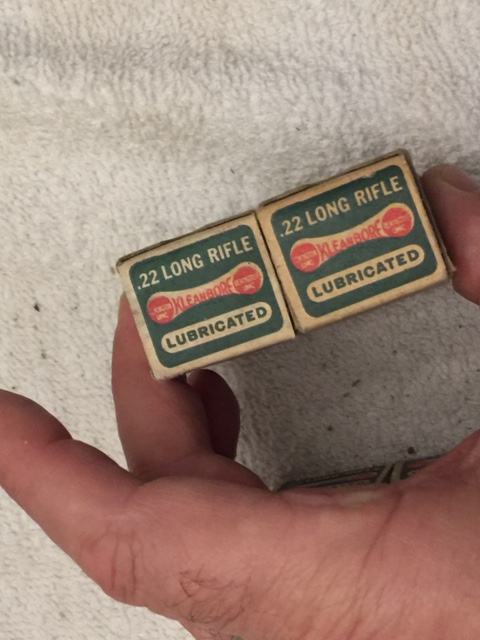 .22 LONG RIFLE
KLEANBORE
LUBRICATED
.22 LONG RIFLE
KLEANBORE
LUBRICATED